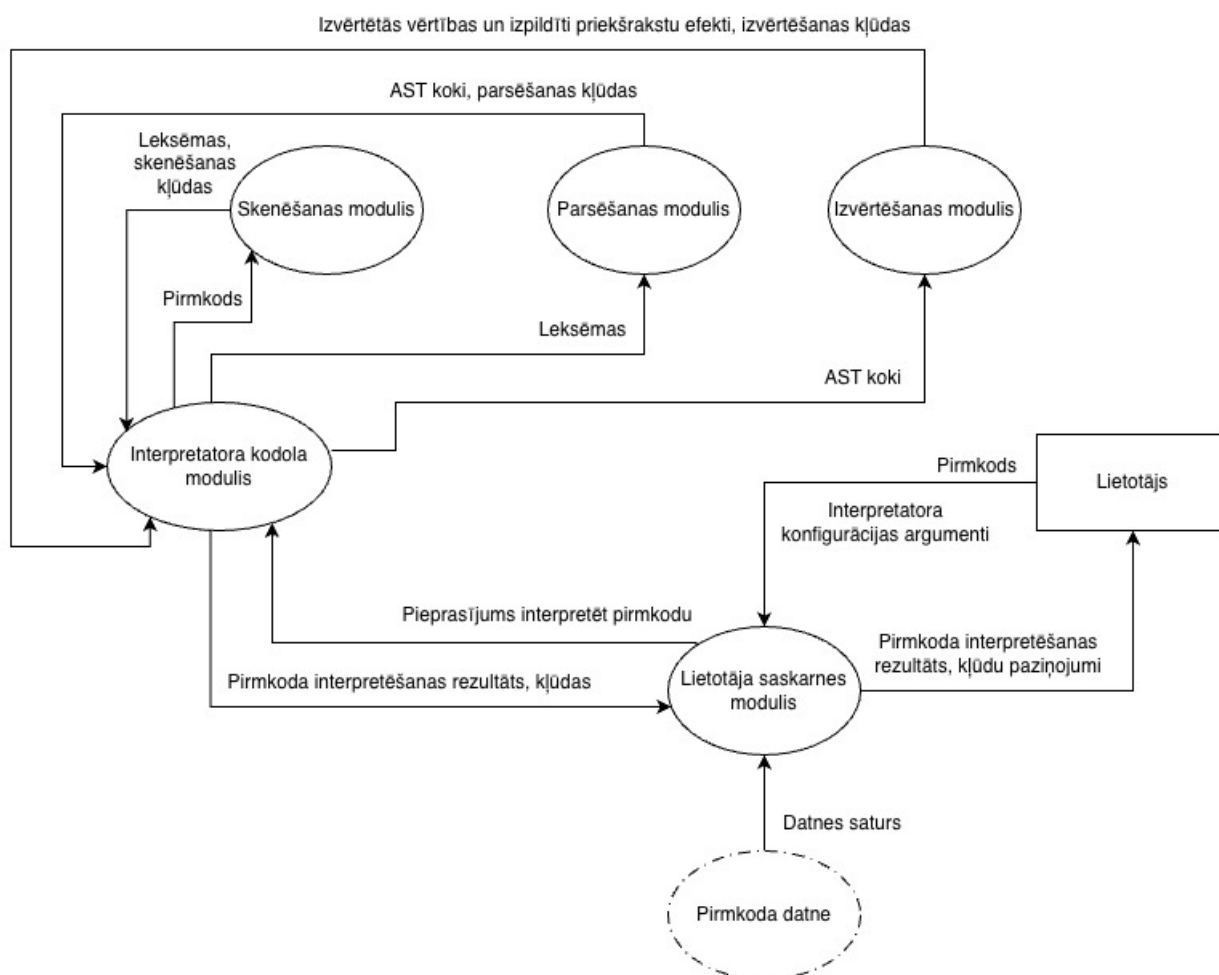 Izvērtētās vērtības un izpildīti priekšrakstu efekti, izvērtēšanas kļūdas
AST koki, parsēšanas kļūdas
Leksēmas,
skenēšanas
kļūdas
Skenēšanas modulis
Parsēšanas modulis
Izvērtēšanas modulis
Pirmkods
Leksēmas
AST koki
Interpretatora kodola
modulis
Pirmkods
Lietotājs
Interpretatora
konfigurācijas argumenti
Pieprasījums interpretēt pirmkodu
Pirmkoda interpretēšanas
rezultāts, kļūdu paziņojumi
Pirmkoda interpretēšanas rezultāts, kļūdas
Lietotāja saskarnes
modulis
Datnes saturs
Pirmkoda datne